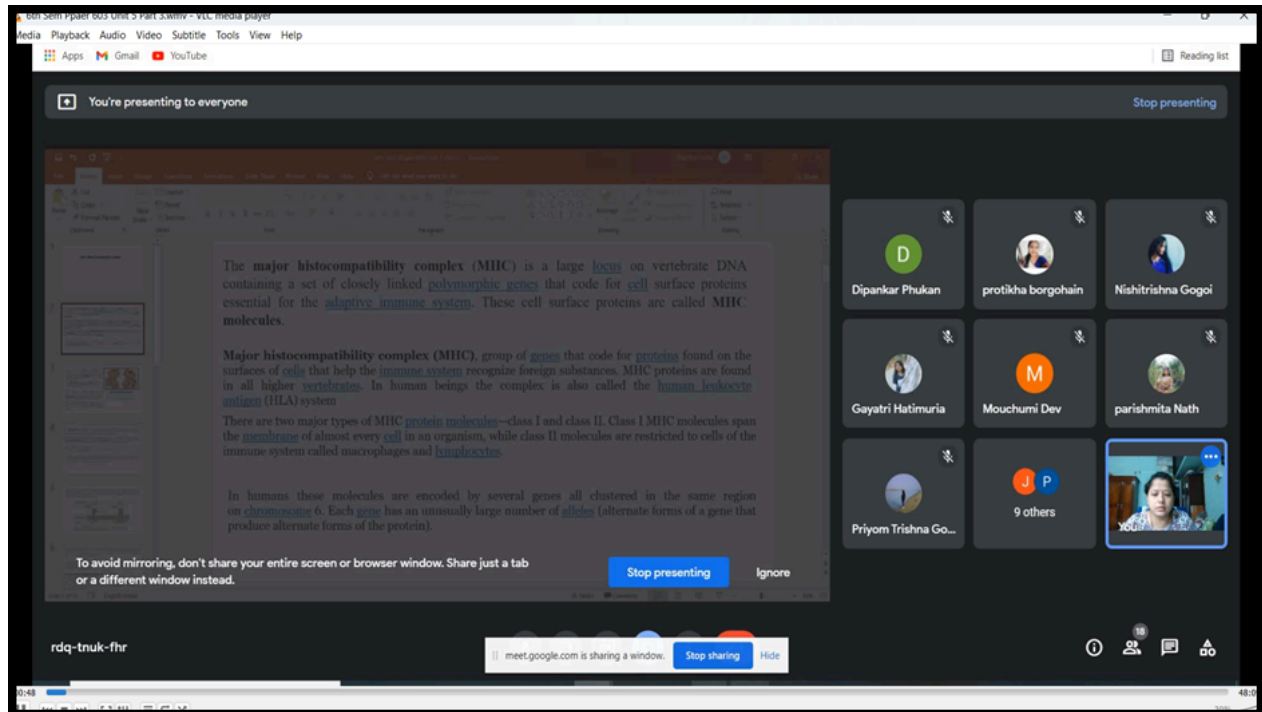 6th Sem Ppaer 603 Unit 5 Part 3.wmv - VLC media player
Media Playback Audio Video Subtitle Tools View Help
Apps Gmail YouTube Reading list
You're presenting to everyone Stop presenting
The major histocompatibility complex (MHC) is a large locus on vertebrate DNA
containing a set of closely linked polymorphic genes that code for cell surface proteins
essential for the adaptive immune system. These cell surface proteins are called MHC
molecules.
Major histocompatibility complex (MHC), group of genes that code for proteins found on the
surfaces of cells that help the immune system recognize foreign substances. MHC proteins are found
in all higher vertebrates. In human beings the complex is also called the human leukocyte
antigen (HLA) system
There are two major types of MHC protein molecules—class I and class II. Class I MHC molecules span
the membrane of almost every cell in an organism, while class II molecules are restricted to cells of the
immune system called macrophages and lymphocytes.
In humans these molecules are encoded by several genes all clustered in the same region
on chromosome 6. Each gene has an unusually large number of alleles (alternate forms of a gene that
produce alternate forms of the protein).
To avoid mirroring, don't share your entire screen or browser window. Share just a tab
or a different window instead.
Stop presenting Ignore
D
Dipankar Phukan protikha borgohain Nishitrishna Gogoi
M
Gayatri Hatimuria Mouchumi Dev parishmita Nath
J P
Priyom Trishna Go... 9 others You
rdq-tnuk-fhr
meet.google.com is sharing a window. Stop sharing Hide
18